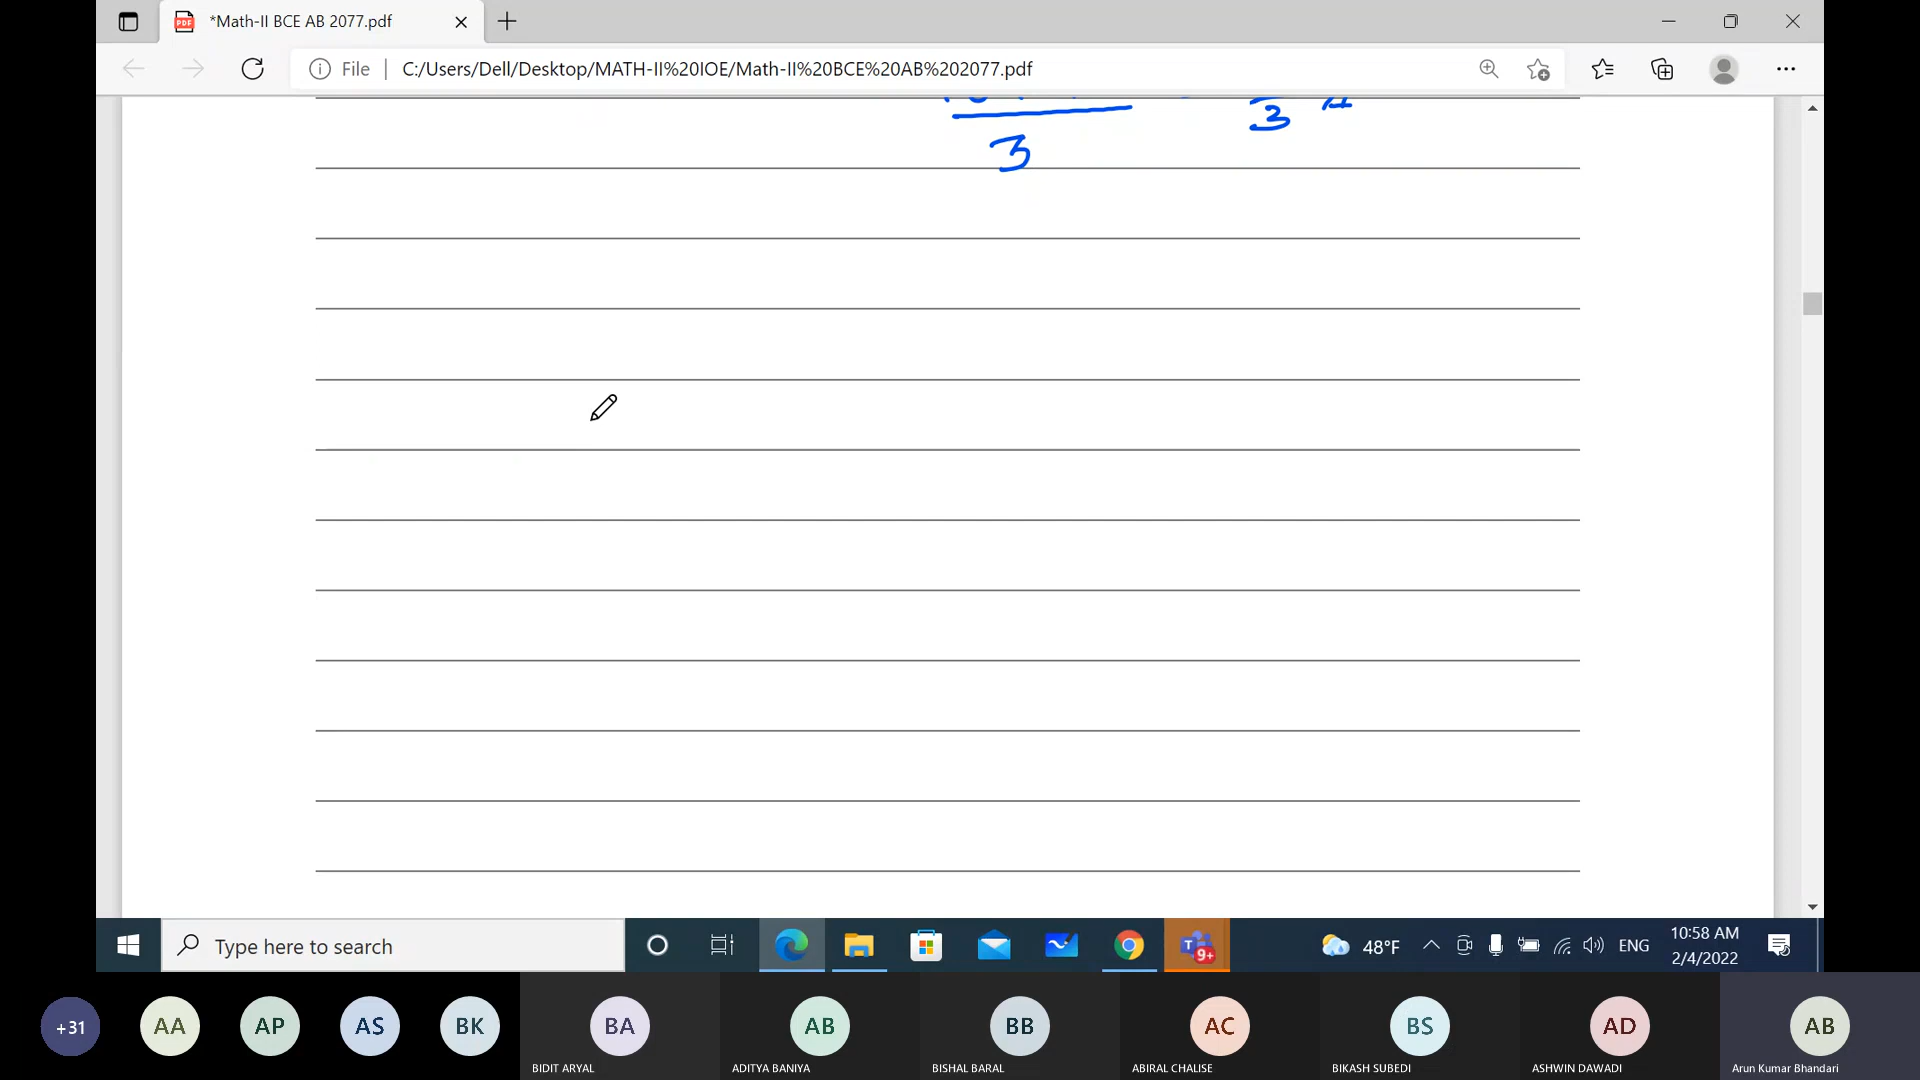 *Math-II BCE AB 2077.pdf
File | C:/Users/Dell/Desktop/MATH-II%20IOE/Math-II%20BCE%20AB%202077.pdf
3
3
Type here to search
9+
48°F
ENG
10:58 AM
2/4/2022
+31
AA
AP
AS
BK
BA
AB
BB
AC
BS
AD
AB
BIDIT ARYAL
ADITYA BANIYA
BISHAL BARAL
ABIRAL CHALISE
BIKASH SUBEDI
ASHWIN DAWADI
Arun Kumar Bhandari